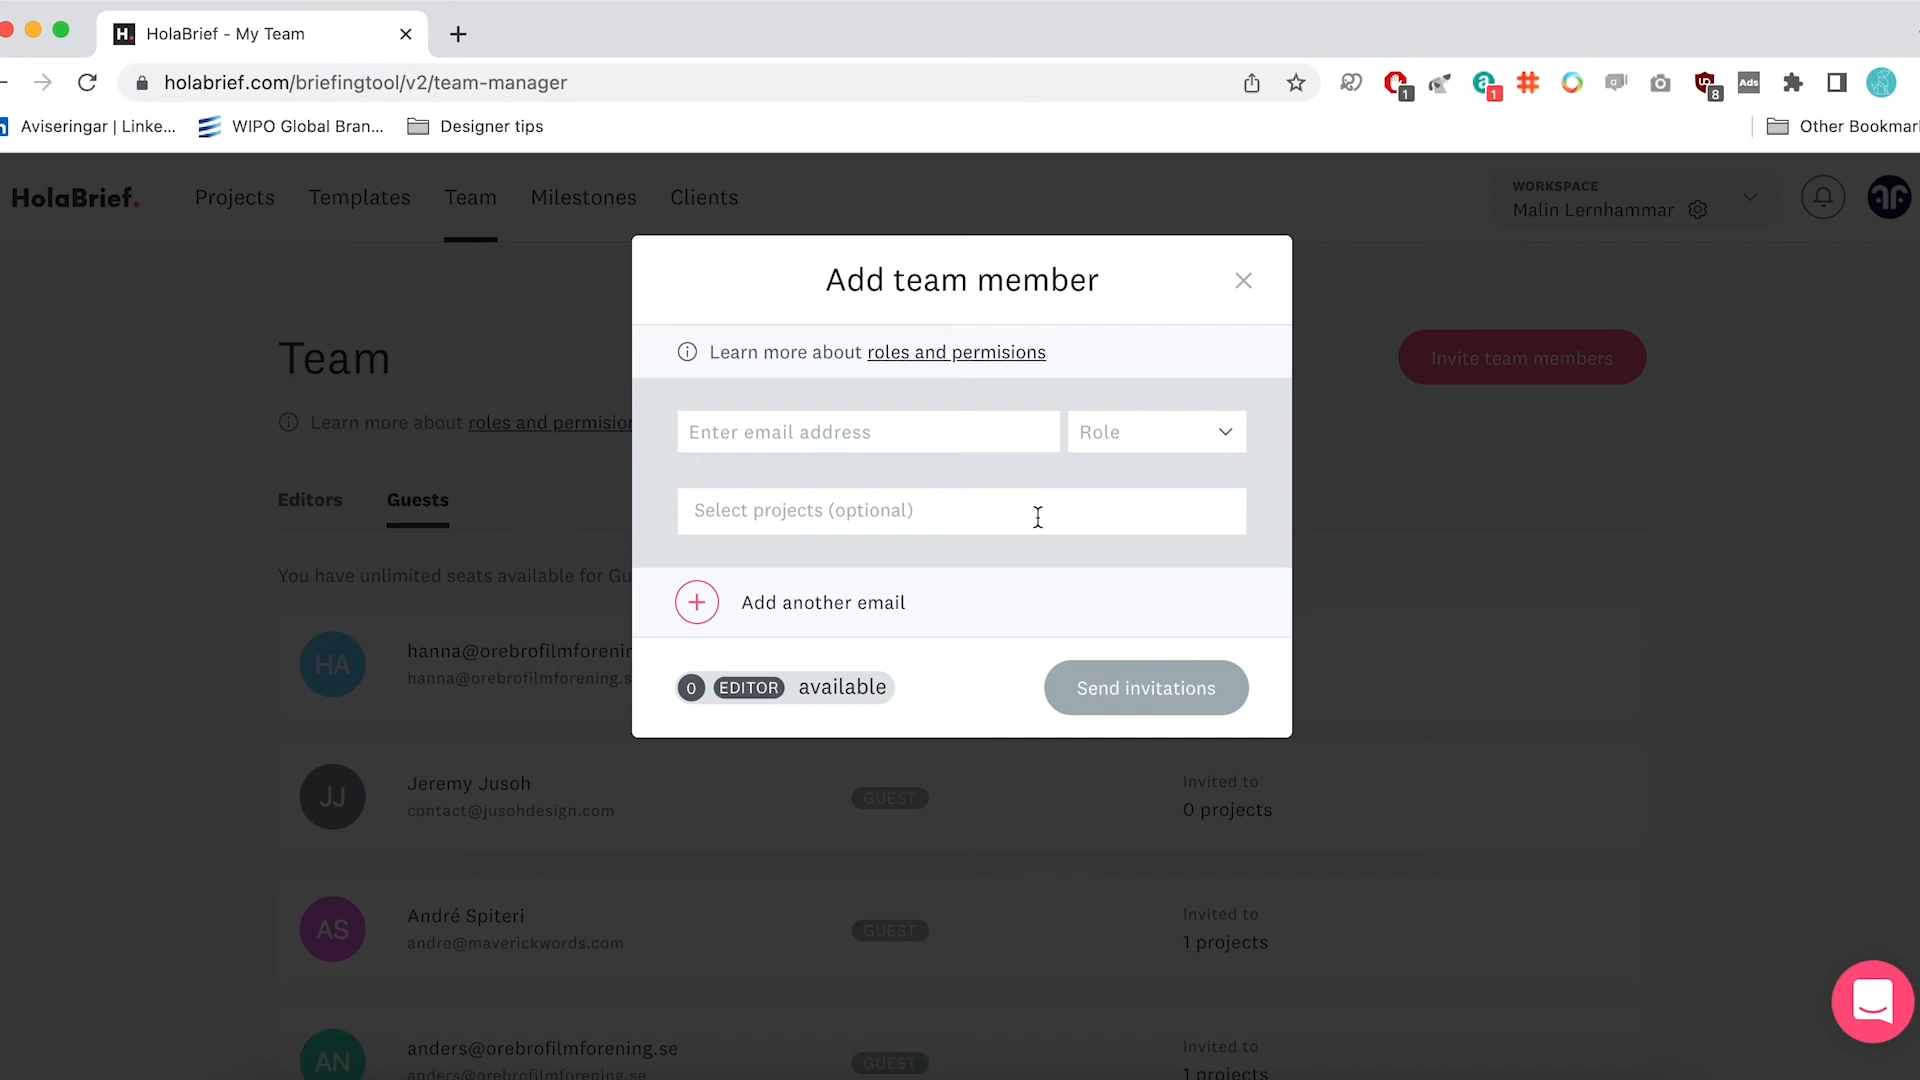 HolaBrief - My Team
holabrief.com/briefingtool/v2/team-manager
1
1
8
Ads
Aviseringar | Linke...
WIPO Global Bran...
Designer tips
Other Bookmar
HolaBrief.
Projects
Templates
Team
Milestones
Clients
WORKSPACE
Malin Lernhammar
Add team member
Learn more about roles and permisions
Team
Invite team members
Learn more about roles and permision
Enter email address
Role
Editors
Guests
Select projects (optional)
You have unlimited seats available for Gu
Add another email
HA
hanna@orebrofilmforenin
hanna@orebrofilmforening.s
0 EDITOR available
Send invitations
JJ
Jeremy Jusoh
contact@jusohdesign.com
GUEST
Invited to
0 projects
AS
André Spiteri
andre@maverickwords.com
GUEST
Invited to
1 projects
AN
anders@orebrofilmforening.se
anders@orebrofilmforening.se
GUEST
Invited to
1 projects